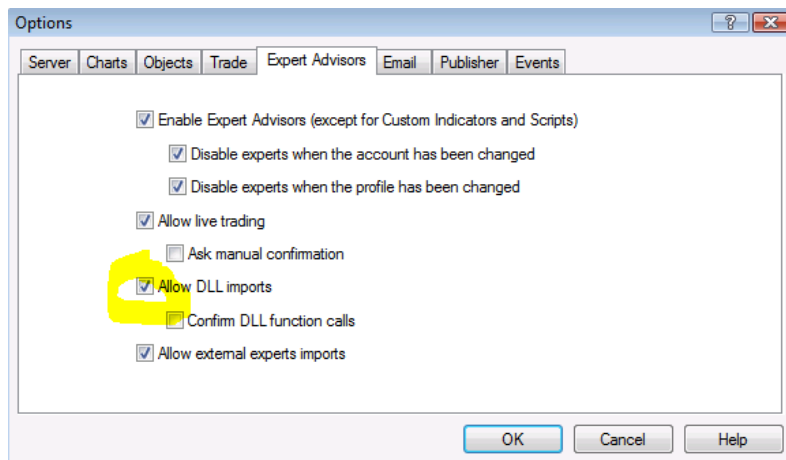 Options
Server Charts Objects Trade Expert Advisors Email Publisher Events
Enable Expert Advisors (except for Custom Indicators and Scripts)
Disable experts when the account has been changed
Disable experts when the profile has been changed
Allow live trading
Ask manual confirmation
Allow DLL imports
Confirm DLL function calls
Allow external experts imports
OK Cancel Help